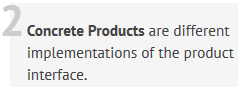 2
Concrete Products are different
implementations of the product
interface.